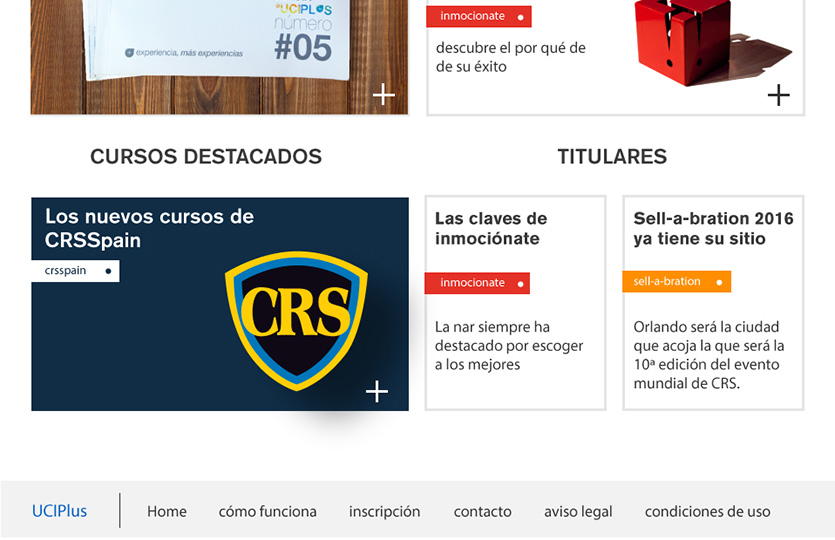 UCIPLUS
número
#05
experiencia, más experiencias
inmocionate
descubre el por qué de
de su éxito
CURSOS DESTACADOS
TITULARES
Los nuevos cursos de
CRSSpain
crsspain
CRS
Las claves de
inmociónate
inmocionate
La nar siempre ha
destacado por escoger
a los mejores
Sell-a-bration 2016
ya tiene su sitio
sell-a-bration
Orlando será la ciudad
que acoja la que será la
10ª edición del evento
mundial de CRS.
UCIPlus
Home
cómo funciona
inscripción
contacto
aviso legal
condiciones de uso